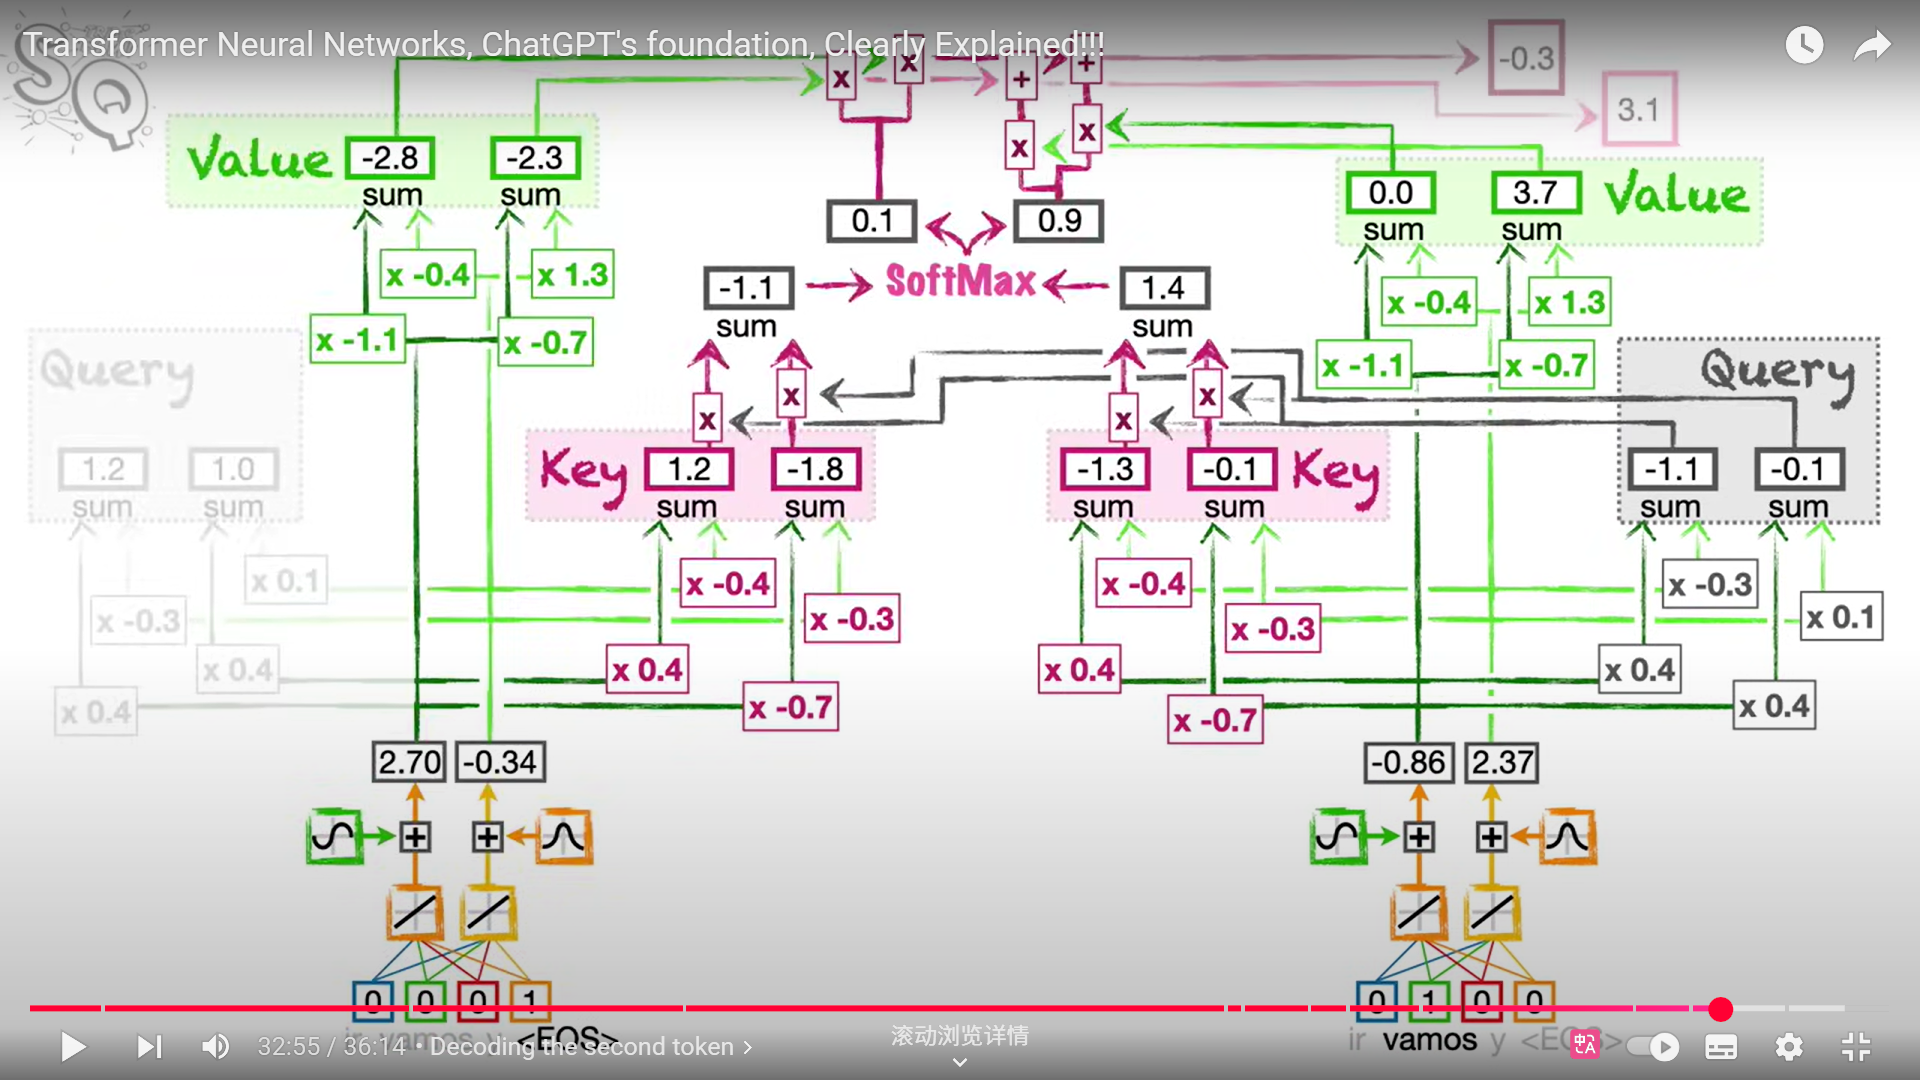 Transformer Neural Networks, ChatGPT's foundation, Clearly Explained!!!
SQ
x x + + -0.3
3.1
Value -2.8 -2.3
sum sum
x x
0.0 3.7 Value
sum sum
0.1 0.9
x -0.4 x 1.3
SoftMax
-1.1 1.4
sum sum
x -0.4 x 1.3
x -1.1 x -0.7
x -1.1 x -0.7
Query
Query
x x x x
1.2 1.0
sum sum
Key 1.2 -1.8
sum sum
-1.3 -0.1 Key
sum sum
-1.1 -0.1
sum sum
x 0.1 x -0.4 x -0.4 x -0.3
x -0.3 x -0.3 x -0.3 x 0.1
x 0.4 x 0.4 x 0.4 x 0.4
x 0.4 x -0.7 x -0.7 x 0.4
2.70 -0.34 -0.86 2.37
+ + + +
0 0 0 1 0 1 0 0
ir vamos y <EOS> ir vamos y <EOS>
32:55 / 36:14 • Decoding the second token
滚动浏览详情